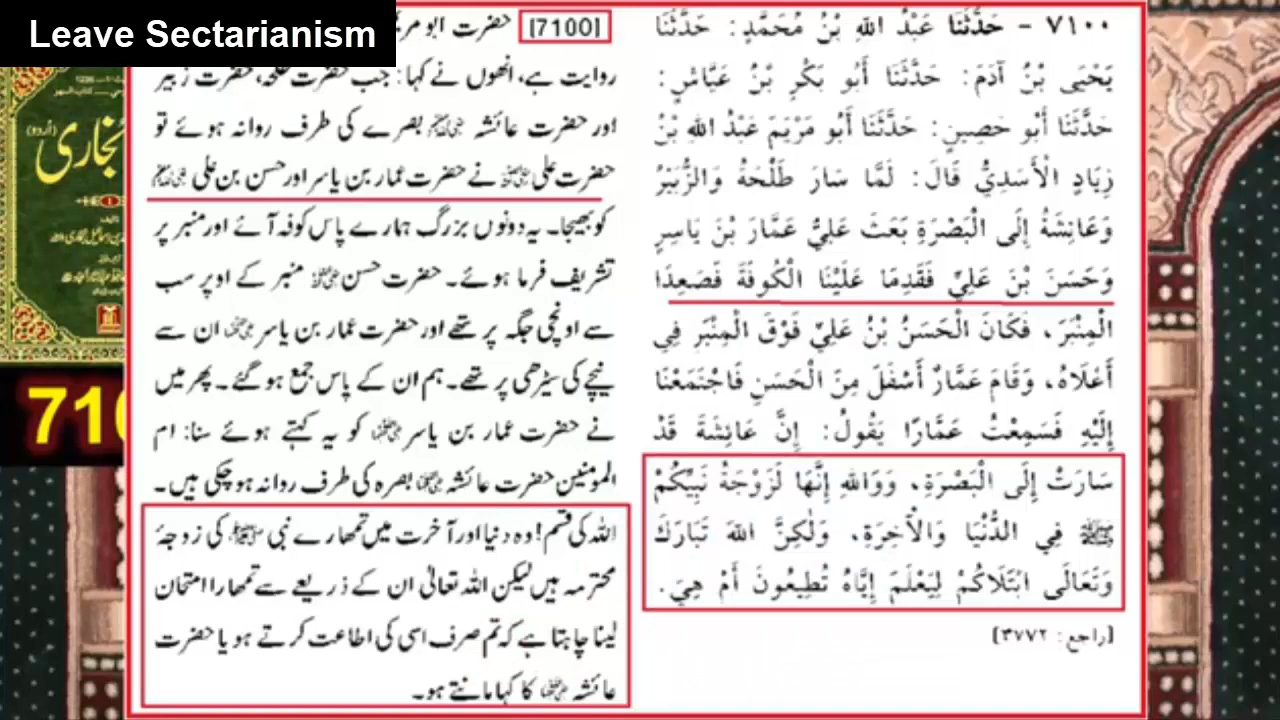 Leave Sectarianism
٧١٠٠ - حَدَّثَنَا عَبْدُ اللهِ بْنُ مُحَمَّدٍ: حَدَّثَنَا
يَحْيَى بْنُ آدَمَ: حَدَّثَنَا أَبُو بَكْرِ بْنُ عَيَّاشٍ:
حَدَّثَنَا أَبُو حَصِينٍ: حَدَّثَنَا أَبُو مَرْيَمَ عَبْدُ اللهِ بْنُ
زِيَادٍ الْأَسَدِيُّ قَالَ: لَمَّا سَارَ طَلْحَةُ وَالزُّبَيْرُ
وَعَائِشَةُ إِلَى الْبَصْرَةِ بَعَثَ عَلِيٌّ عَمَّارَ بْنَ يَاسِرٍ
وَحَسَنَ بْنَ عَلِيٍّ فَقَدِمَا عَلَيْنَا الْكُوفَةَ فَصَعِدَا
الْمِنْبَرَ، فَكَانَ الْحَسَنُ بْنُ عَلِيٍّ فَوْقَ الْمِنْبَرِ فِي
أَعْلَاهُ، وَقَامَ عَمَّارٌ أَسْفَلَ مِنَ الْحَسَنِ فَاجْتَمَعْنَا
إِلَيْهِ فَسَمِعْتُ عَمَّارًا يَقُولُ: إِنَّ عَائِشَةَ قَدْ
سَارَتْ إِلَى الْبَصْرَةِ، وَوَاللهِ إِنَّهَا لَزَوْجَةُ نَبِيِّكُمْ
ﷺ فِي الدُّنْيَا وَالْآخِرَةِ، وَلٰكِنَّ اللهَ تَبَارَكَ
وَتَعَالَى ابْتَلَاكُمْ لِيَعْلَمَ إِيَّاهُ تُطِيعُونَ أَمْ هِيَ.
[راجع: ٣٧٧٢]
[7100] حضرت ابو مریم
روایت ہے، انھوں نے کہا: جب حضرت طلحہ، حضرت زبیر
اور حضرت عائشہ بصرے کی طرف روانہ ہوئے تو
حضرت علی نے حضرت عمار بن یاسر اور حسن بن علی
کو بھیجا۔ یہ دونوں بزرگ ہمارے پاس کوفہ آئے اور منبر پر
تشریف فرما ہوئے۔ حضرت حسن منبر کے اوپر سب
سے اونچی جگہ پر تھے اور حضرت عمار بن یاسر ان سے
نیچے کی سیڑھی پر تھے۔ ہم ان کے پاس جمع ہو گئے۔ پھر میں
نے حضرت عمار بن یاسر کو یہ کہتے ہوئے سنا: ام
المومنین حضرت عائشہ بصرہ کی طرف روانہ ہو چکی ہیں۔
اللہ کی قسم! وہ دنیا اور آخرت میں تمھارے نبی ﷺ کی زوجۂ
محترمہ ہیں لیکن اللہ تعالیٰ ان کے ذریعے سے تمھارا امتحان
لینا چاہتا ہے کہ تم صرف اسی کی اطاعت کرتے ہو یا حضرت
عائشہ کا کہا مانتے ہو۔
بخاری
(اُردو)
710